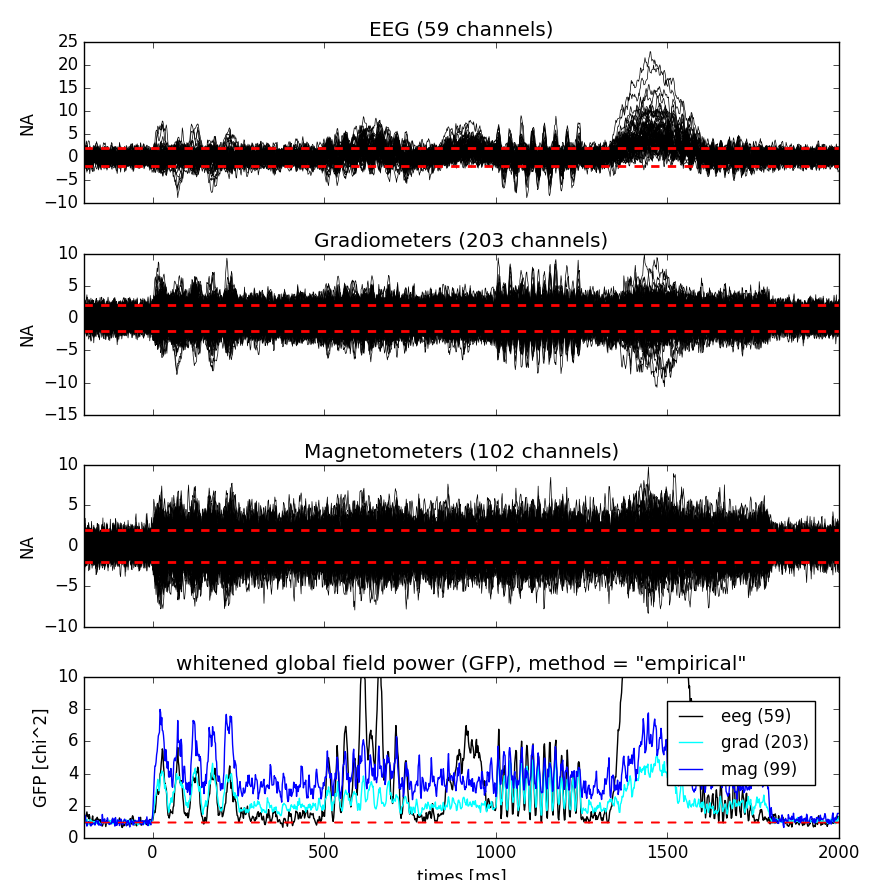 EEG (59 channels)
25
20
15
10
5
0
−5
−10
NA
Gradiometers (203 channels)
10
5
0
−5
−10
−15
NA
Magnetometers (102 channels)
10
5
0
−5
−10
NA
whitened global field power (GFP), method = "empirical"
10
8
6
4
2
0
GFP [chi^2]
eeg (59)
grad (203)
mag (99)
0 500 1000 1500 2000
times [ms]